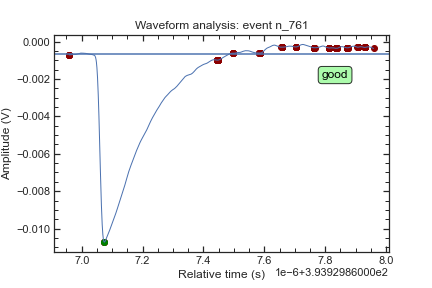 Waveform analysis: event n_761
0.000
−0.002
−0.004
−0.006
−0.008
−0.010
Amplitude (V)
good
7.0 7.2 7.4 7.6 7.8 8.0
Relative time (s) 1e−6+3.9392986000e2